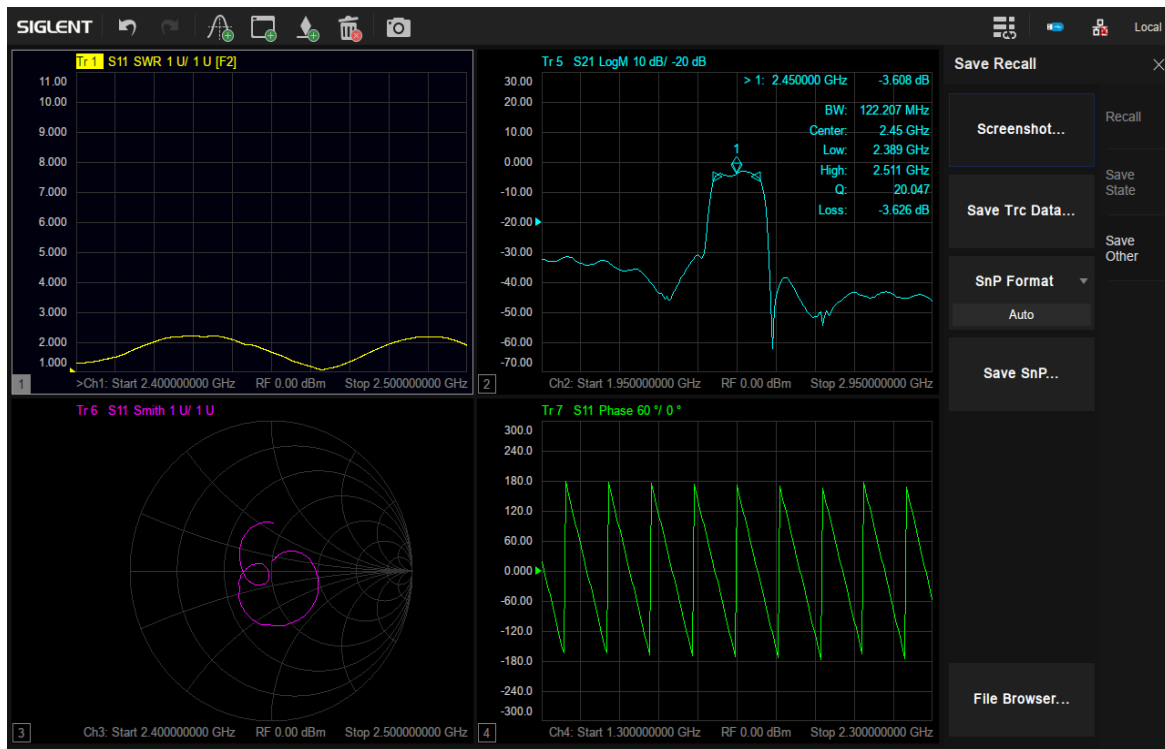 SIGLENT
Local
Tr 1 S11 SWR 1 U/ 1 U [F2]
11.00
10.00
9.000
8.000
7.000
6.000
5.000
4.000
3.000
2.000
1.000
1 >Ch1: Start 2.400000000 GHz RF 0.00 dBm Stop 2.500000000 GHz
Tr 5 S21 LogM 10 dB/ -20 dB
30.00
20.00
10.00
0.000
-10.00
-20.00
-30.00
-40.00
-50.00
-60.00
-70.00
> 1: 2.450000 GHz -3.608 dB
BW: 122.207 MHz
Center: 2.45 GHz
Low: 2.389 GHz
High: 2.511 GHz
Q: 20.047
Loss: -3.626 dB
1
2 Ch2: Start 1.950000000 GHz RF 0.00 dBm Stop 2.950000000 GHz
Tr 6 S11 Smith 1 U/ 1 U
3 Ch3: Start 2.400000000 GHz RF 0.00 dBm Stop 2.500000000 GHz
Tr 7 S11 Phase 60 °/ 0 °
300.0
240.0
180.0
120.0
60.00
0.000
-60.00
-120.0
-180.0
-240.0
-300.0
4 Ch4: Start 1.300000000 GHz RF 0.00 dBm Stop 2.300000000 GHz
Save Recall
Screenshot...
Save Trc Data...
SnP Format
Auto
Save SnP...
File Browser...
Recall
Save
State
Save
Other